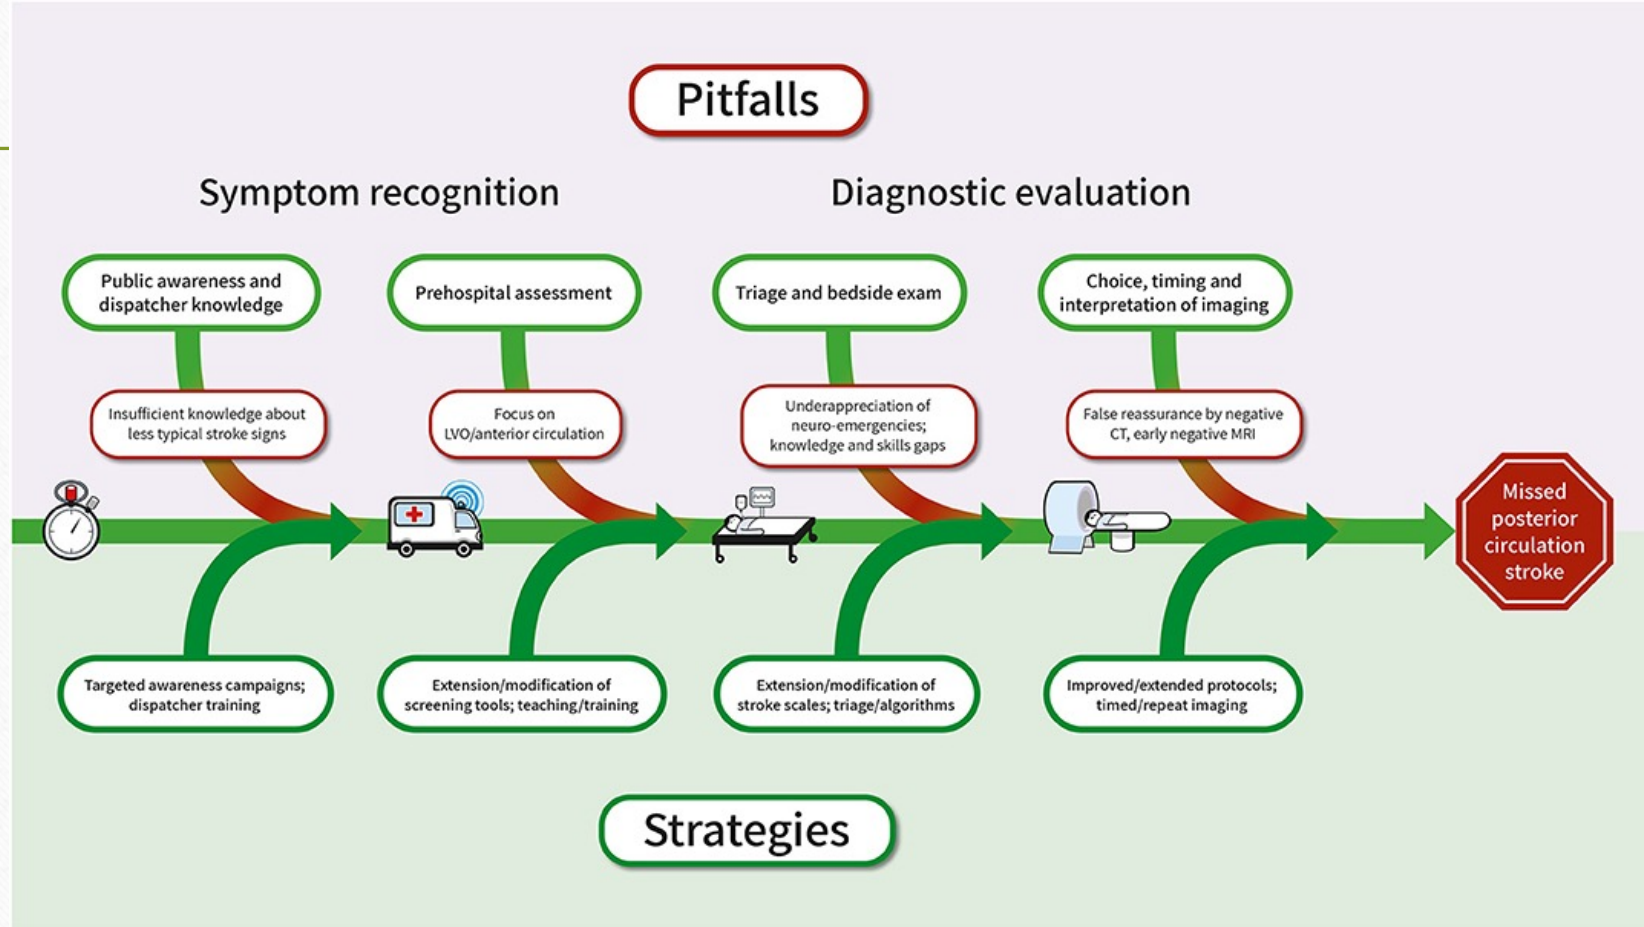 Pitfalls
Symptom recognition
Diagnostic evaluation
Public awareness and
dispatcher knowledge
Prehospital assessment
Triage and bedside exam
Choice, timing and
interpretation of imaging
Insufficient knowledge about
less typical stroke signs
Focus on
LVO/anterior circulation
Underappreciation of
neuro-emergencies;
knowledge and skills gaps
False reassurance by negative
CT, early negative MRI
Missed
posterior
circulation
stroke
Targeted awareness campaigns;
dispatcher training
Extension/modification of
screening tools; teaching/training
Extension/modification of
stroke scales; triage/algorithms
Improved/extended protocols;
timed/repeat imaging
Strategies